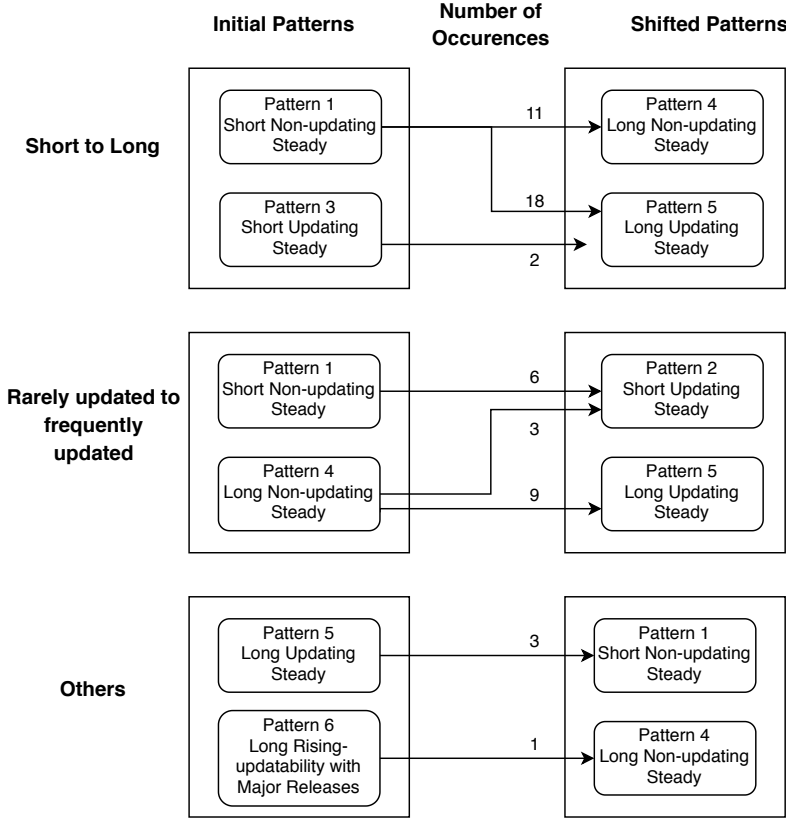 Initial Patterns
Number of
Occurences
Shifted Patterns
Short to Long
Pattern 1
Short Non-updating
Steady
11
Pattern 4
Long Non-updating
Steady
Pattern 3
Short Updating
Steady
18
2
Pattern 5
Long Updating
Steady
Rarely updated to
frequently
updated
Pattern 1
Short Non-updating
Steady
6
3
Pattern 2
Short Updating
Steady
Pattern 4
Long Non-updating
Steady
9
Pattern 5
Long Updating
Steady
Others
Pattern 5
Long Updating
Steady
3
Pattern 1
Short Non-updating
Steady
Pattern 6
Long Rising-
updatability with
Major Releases
1
Pattern 4
Long Non-updating
Steady